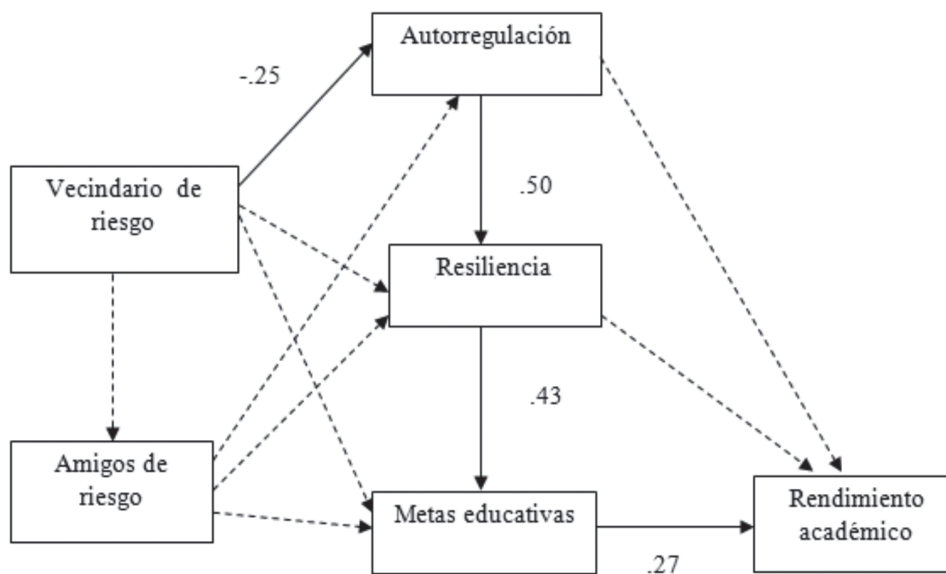 Autorregulación
-.25
Vecindario de
riesgo
.50
Resiliencia
.43
Amigos de
riesgo
Metas educativas
Rendimiento
académico
.27